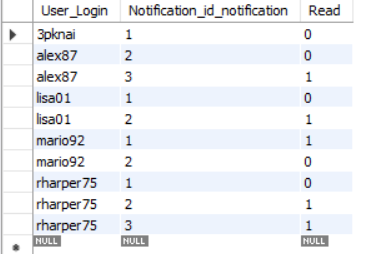 User_Login Notification_id_notification Read
3pknai 1 0
alex87 2 0
alex87 3 1
lisa01 1 0
lisa01 2 1
mario92 1 1
mario92 2 0
rharper75 1 0
rharper75 2 1
rharper75 3 1
NULL NULL NULL